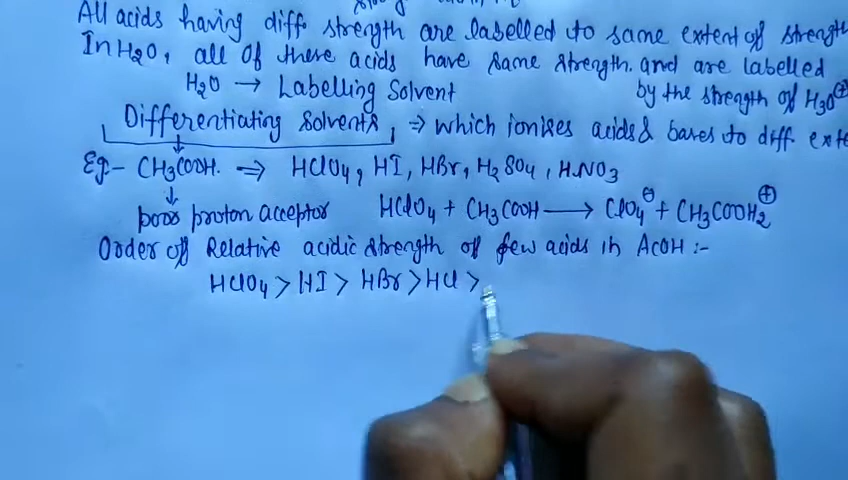 All acids having diff strength are labelled to same extent of strength
In H2O, all of these acids have same strength. and are labelled
by the strength of H3O⊕
H2O → Labelling Solvent
Differentiating Solvents ⇒ which ionises acids & bases to diff. exte
Eg- CH3COOH. ⇒ HClO4, HI, HBr, H2SO4, HNO3
↓
poor proton acceptor HClO4 + CH3COOH → ClO4⊖ + CH3COOH2⊕
Order of Relative acidic strength of few acids in AcOH :-
HClO4 > HI > HBr > HCl >